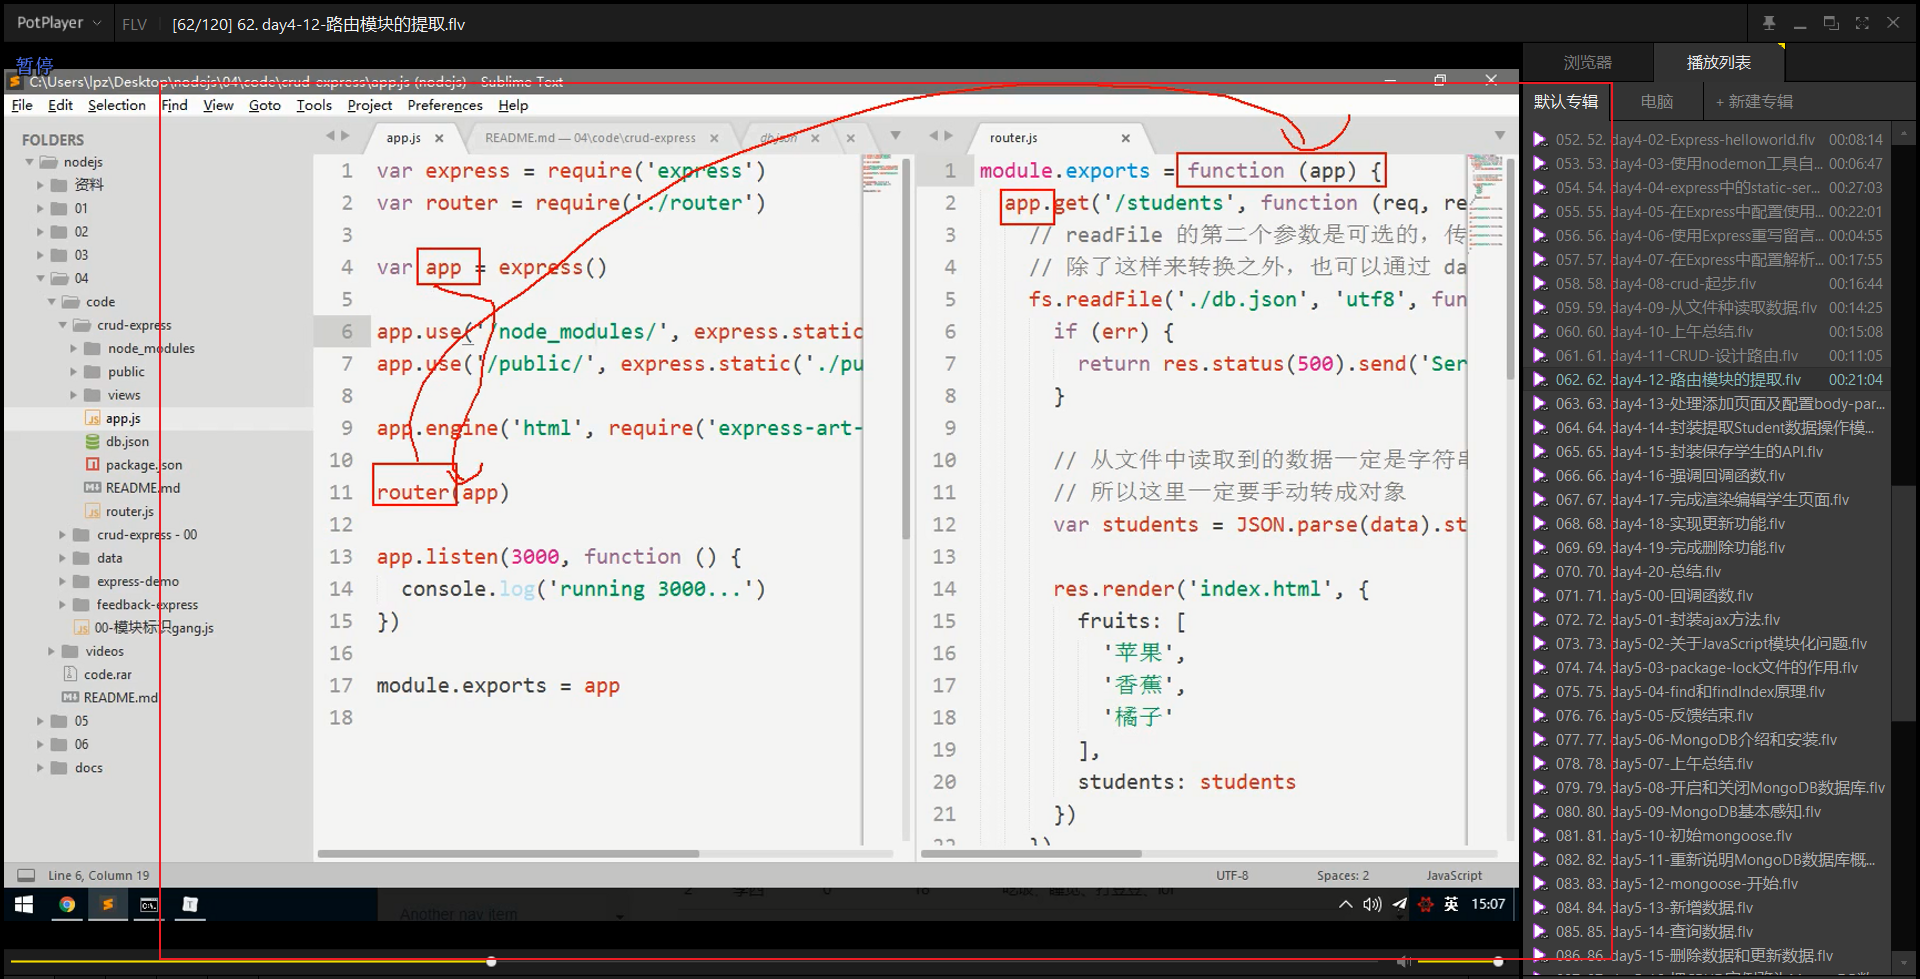 PotPlayer
FLV
[62/120] 62. day4-12-路由模块的提取.flv
暂停
C:\Users\lpz\Desktop\nodejs\04\code\crud-express\app.js (nodejs) - Sublime Text
File Edit Selection Find View Goto Tools Project Preferences Help
FOLDERS
nodejs
资料
01
02
03
04
code
crud-express
node_modules
public
views
app.js
db.json
package.json
README.md
router.js
crud-express - 00
data
express-demo
feedback-express
00-模块标识gang.js
videos
code.rar
README.md
05
06
docs
app.js
README.md — 04\code\crud-express
db.json
1 var express = require('express')
2 var router = require('./router')
3
4 var app = express()
5
6 app.use('/node_modules/', express.static
7 app.use('/public/', express.static('./pu
8
9 app.engine('html', require('express-art-
10
11 router(app)
12
13 app.listen(3000, function () {
14 console.log('running 3000...')
15 })
16
17 module.exports = app
18
router.js
1 module.exports = function (app) {
2 app.get('/students', function (req, re
3 // readFile 的第二个参数是可选的，传
4 // 除了这样来转换之外，也可以通过 da
5 fs.readFile('./db.json', 'utf8', fun
6 if (err) {
7 return res.status(500).send('Ser
8 }
9
10 // 从文件中读取到的数据一定是字符串
11 // 所以这里一定要手动转成对象
12 var students = JSON.parse(data).st
13
14 res.render('index.html', {
15 fruits: [
16 '苹果',
17 '香蕉',
18 '橘子'
19 ],
20 students: students
21 })
Line 6, Column 19
UTF-8
Spaces: 2
JavaScript
Another nav item
英
15:07
浏览器
播放列表
默认专辑
电脑
+ 新建专辑
052. 52. day4-02-Express-helloworld.flv 00:08:14
053. 53. day4-03-使用nodemon工具自... 00:06:47
054. 54. day4-04-express中的static-ser... 00:27:03
055. 55. day4-05-在Express中配置使用... 00:22:01
056. 56. day4-06-使用Express重写留言... 00:04:55
057. 57. day4-07-在Express中配置解析... 00:17:55
058. 58. day4-08-crud-起步.flv 00:16:44
059. 59. day4-09-从文件种读取数据.flv 00:14:25
060. 60. day4-10-上午总结.flv 00:15:08
061. 61. day4-11-CRUD-设计路由.flv 00:11:05
062. 62. day4-12-路由模块的提取.flv 00:21:04
063. 63. day4-13-处理添加页面及配置body-par...
064. 64. day4-14-封装提取Student数据操作模...
065. 65. day4-15-封装保存学生的API.flv
066. 66. day4-16-强调回调函数.flv
067. 67. day4-17-完成渲染编辑学生页面.flv
068. 68. day4-18-实现更新功能.flv
069. 69. day4-19-完成删除功能.flv
070. 70. day4-20-总结.flv
071. 71. day5-00-回调函数.flv
072. 72. day5-01-封装ajax方法.flv
073. 73. day5-02-关于JavaScript模块化问题.flv
074. 74. day5-03-package-lock文件的作用.flv
075. 75. day5-04-find和findIndex原理.flv
076. 76. day5-05-反馈结束.flv
077. 77. day5-06-MongoDB介绍和安装.flv
078. 78. day5-07-上午总结.flv
079. 79. day5-08-开启和关闭MongoDB数据库.flv
080. 80. day5-09-MongoDB基本感知.flv
081. 81. day5-10-初始mongoose.flv
082. 82. day5-11-重新说明MongoDB数据库概...
083. 83. day5-12-mongoose-开始.flv
084. 84. day5-13-新增数据.flv
085. 85. day5-14-查询数据.flv
086. 86. day5-15-删除数据和更新数据.flv